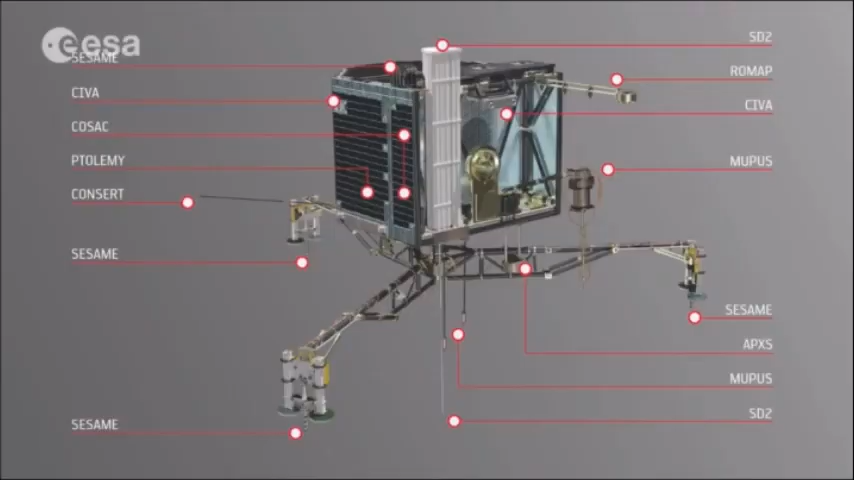 esa
SESAME
CIVA
COSAC
PTOLEMY
CONSERT
SESAME
SESAME
SD2
ROMAP
CIVA
MUPUS
SESAME
APXS
MUPUS
SD2